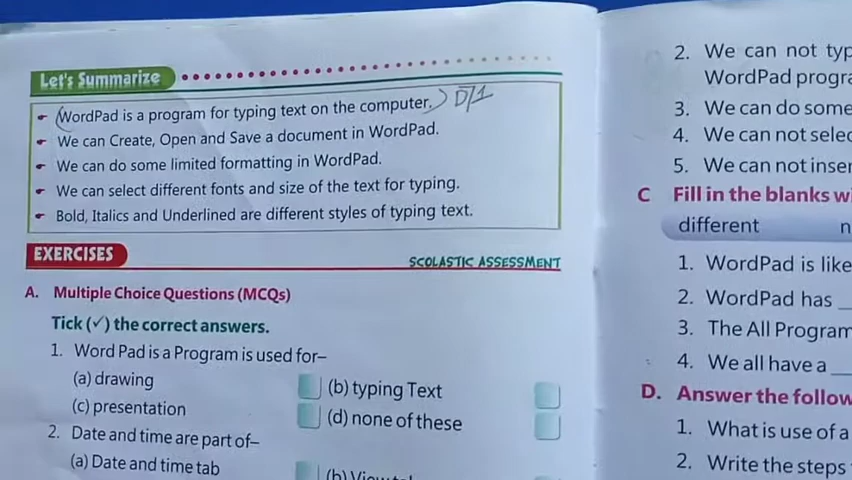 Let's Summarize
WordPad is a program for typing text on the computer. D/1
We can Create, Open and Save a document in WordPad.
We can do some limited formatting in WordPad.
We can select different fonts and size of the text for typing.
Bold, Italics and Underlined are different styles of typing text.
EXERCISES
SCOLASTIC ASSESSMENT
A. Multiple Choice Questions (MCQs)
Tick (✓) the correct answers.
1. Word Pad is a Program is used for–
(a) drawing (b) typing Text
(c) presentation (d) none of these
2. Date and time are part of–
(a) Date and time tab (b)
2. We can not typ
WordPad progra
3. We can do some
4. We can not selec
5. We can not inser
C Fill in the blanks wi
different n
1. WordPad is like
2. WordPad has
3. The All Program
4. We all have a
D. Answer the follow
1. What is use of a
2. Write the steps